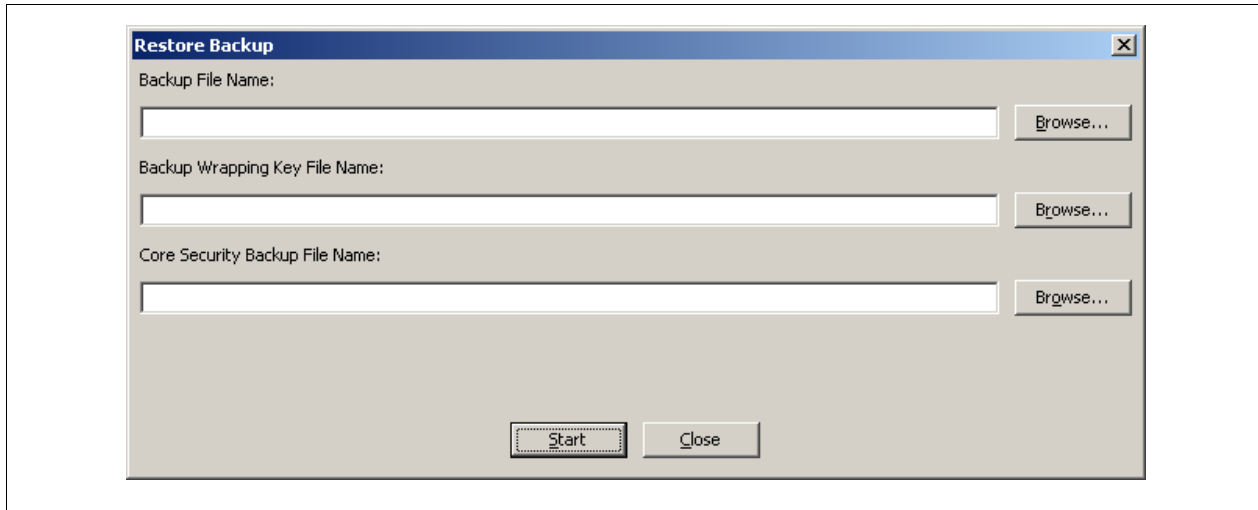 Restore Backup
Backup File Name:
Browse...
Backup Wrapping Key File Name:
Browse...
Core Security Backup File Name:
Browse...
Start Close